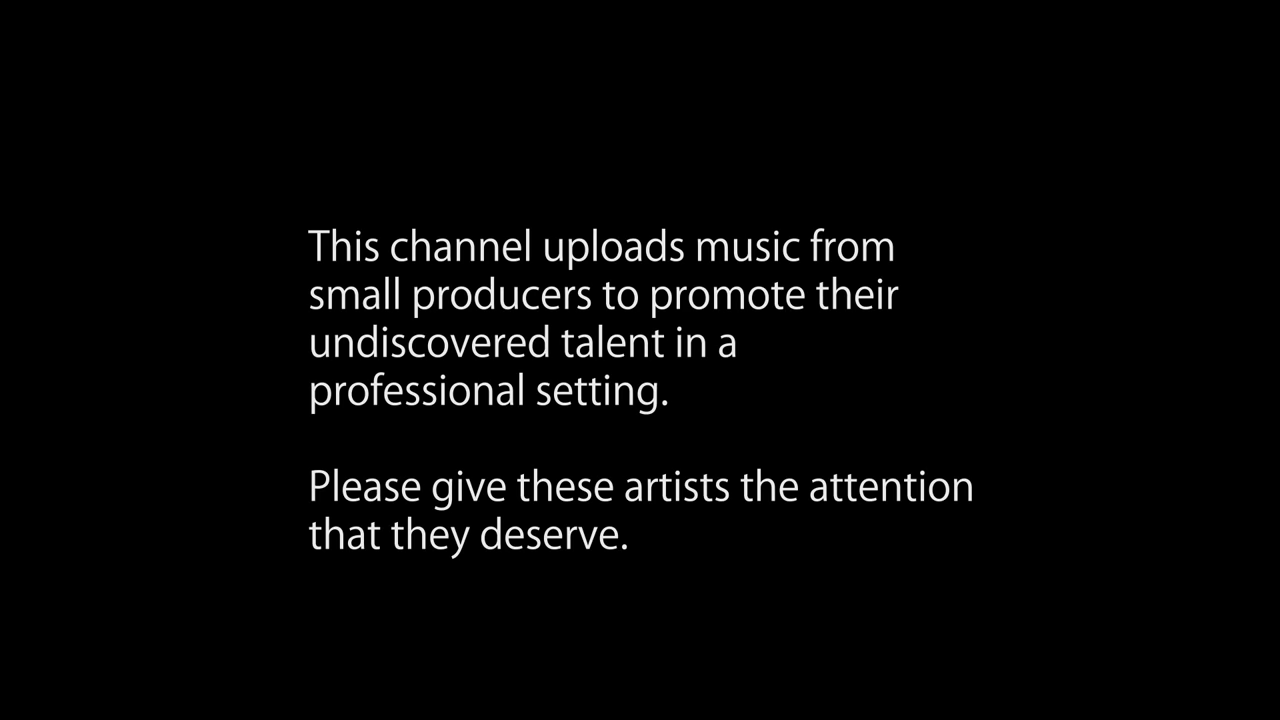 This channel uploads music from
small producers to promote their
undiscovered talent in a
professional setting.
Please give these artists the attention
that they deserve.